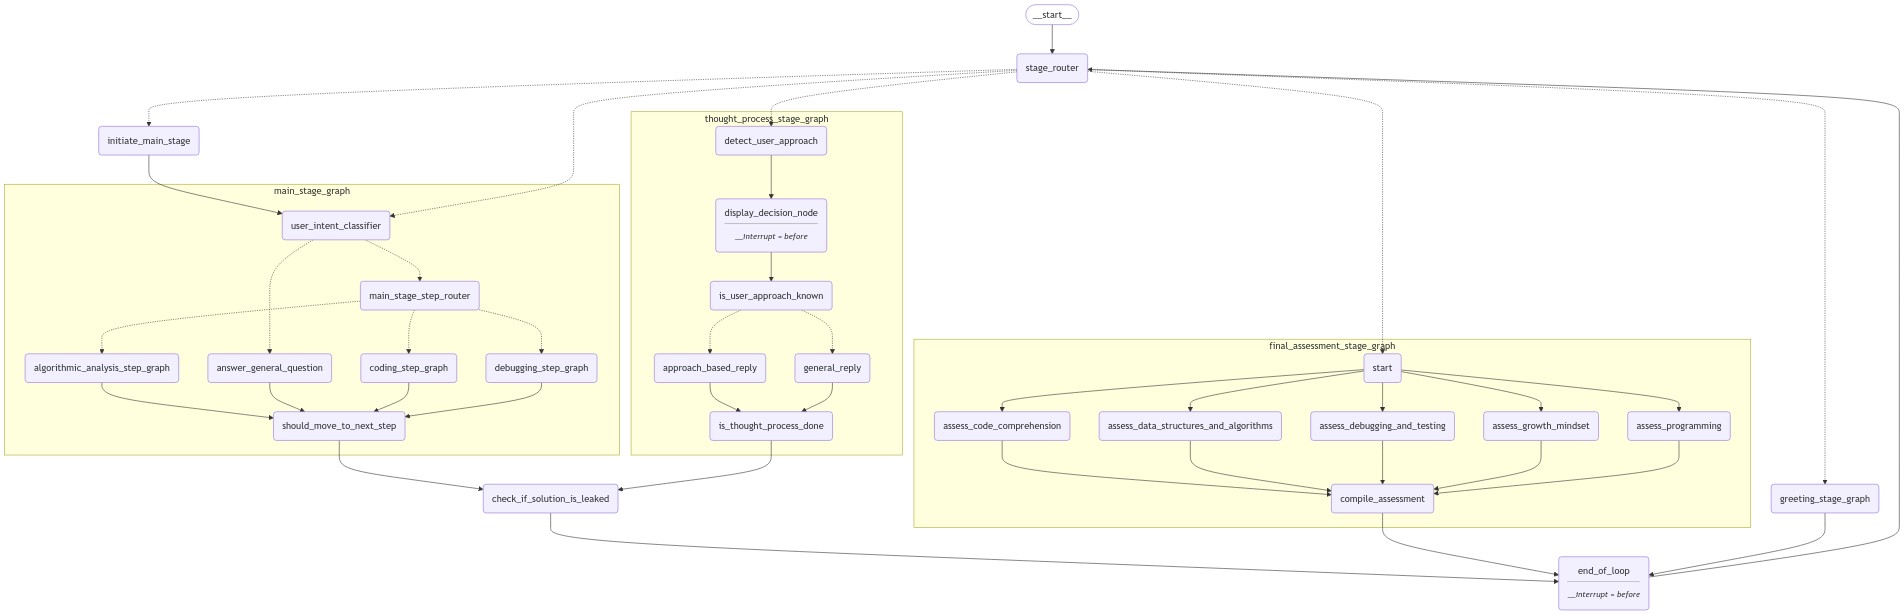 __start__
stage_router
thought_process_stage_graph
initiate_main_stage
detect_user_approach
main_stage_graph
user_intent_classifier
display_decision_node
__Interrupt = before
main_stage_step_router
is_user_approach_known
final_assessment_stage_graph
algorithmic_analysis_step_graph
answer_general_question
coding_step_graph
debugging_step_graph
approach_based_reply
general_reply
start
should_move_to_next_step
is_thought_process_done
assess_code_comprehension
assess_data_structures_and_algorithms
assess_debugging_and_testing
assess_growth_mindset
assess_programming
check_if_solution_is_leaked
compile_assessment
greeting_stage_graph
end_of_loop
__Interrupt = before